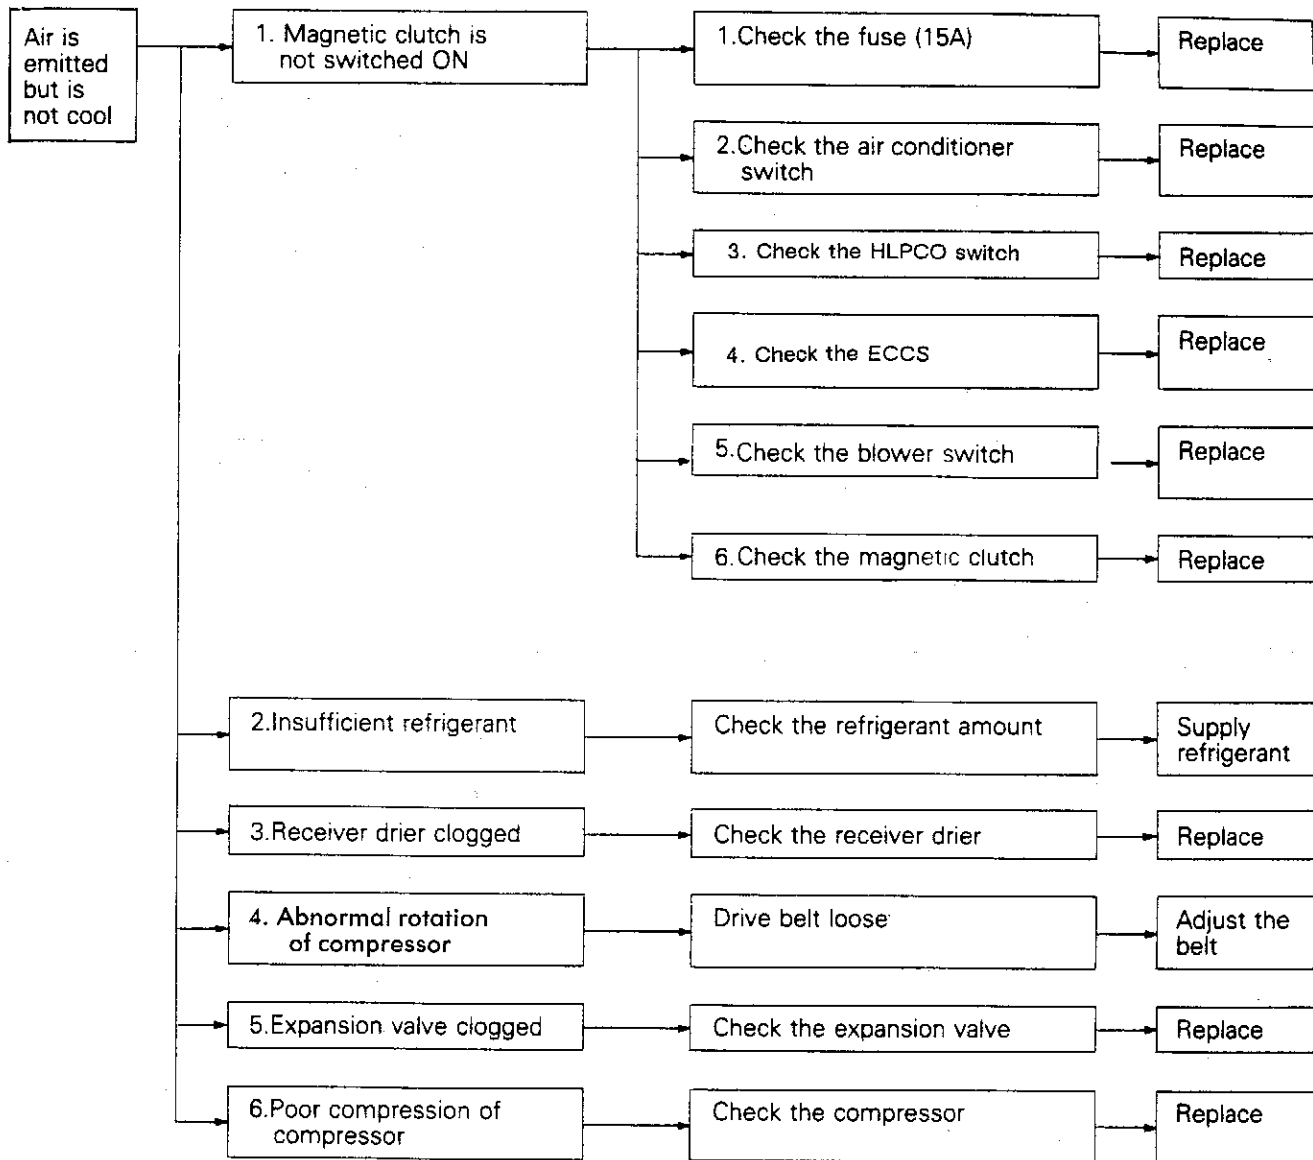 Air is
emitted
but is
not cool
1. Magnetic clutch is
not switched ON
1.Check the fuse (15A)
Replace
2.Check the air conditioner
switch
Replace
3. Check the HLPCO switch
Replace
4. Check the ECCS
Replace
5.Check the blower switch
Replace
6.Check the magnetic clutch
Replace
2.Insufficient refrigerant
Check the refrigerant amount
Supply
refrigerant
3.Receiver drier clogged
Check the receiver drier
Replace
4. Abnormal rotation
of compressor
Drive belt loose
Adjust the
belt
5.Expansion valve clogged
Check the expansion valve
Replace
6.Poor compression of
compressor
Check the compressor
Replace